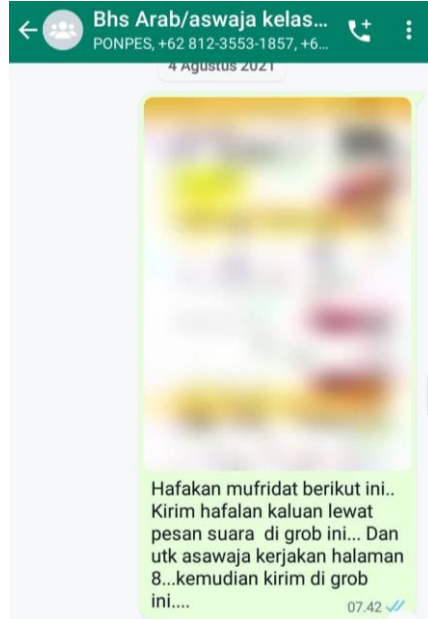 Bhs Arab/aswaja kelas...
PONPES, +62 812-3553-1857, +6...
4 Agustus 2021
Hafakan mufridat berikut ini..
Kirim hafalan kaluan lewat
pesan suara di grob ini... Dan
utk asawaja kerjakan halaman
8...kemudian kirim di grob
ini....
07.42